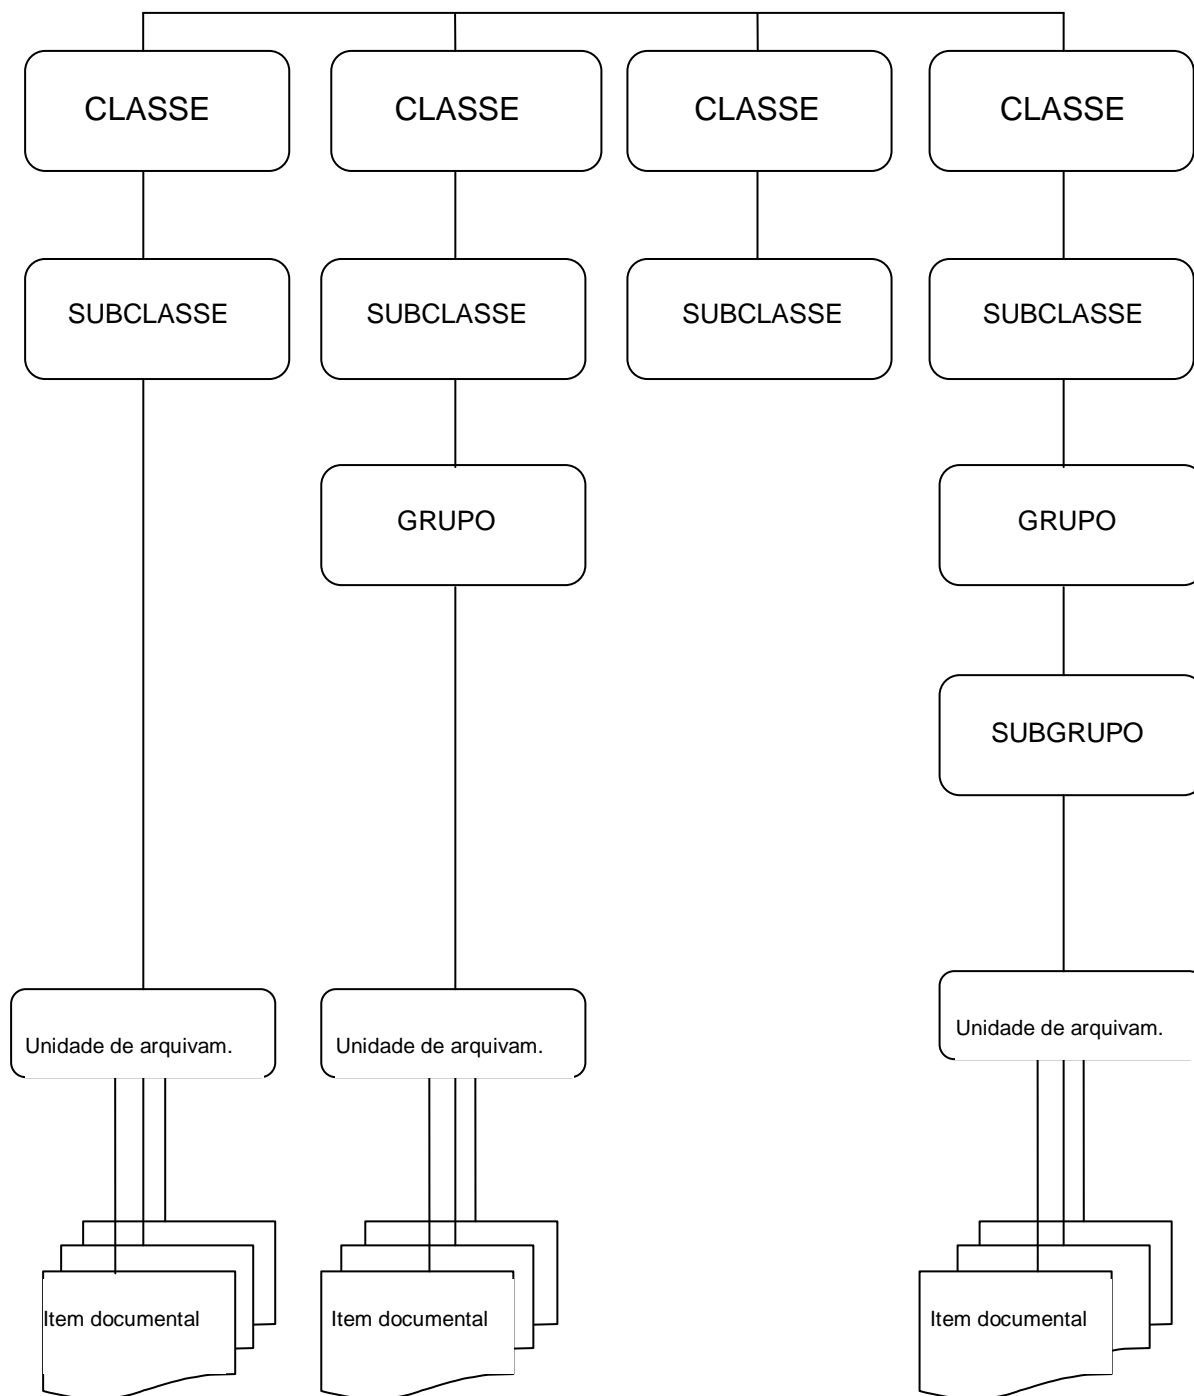 CLASSE
CLASSE
CLASSE
CLASSE
SUBCLASSE
SUBCLASSE
SUBCLASSE
SUBCLASSE
GRUPO
GRUPO
SUBGRUPO
Unidade de arquivam.
Unidade de arquivam.
Unidade de arquivam.
Item documental
Item documental
Item documental